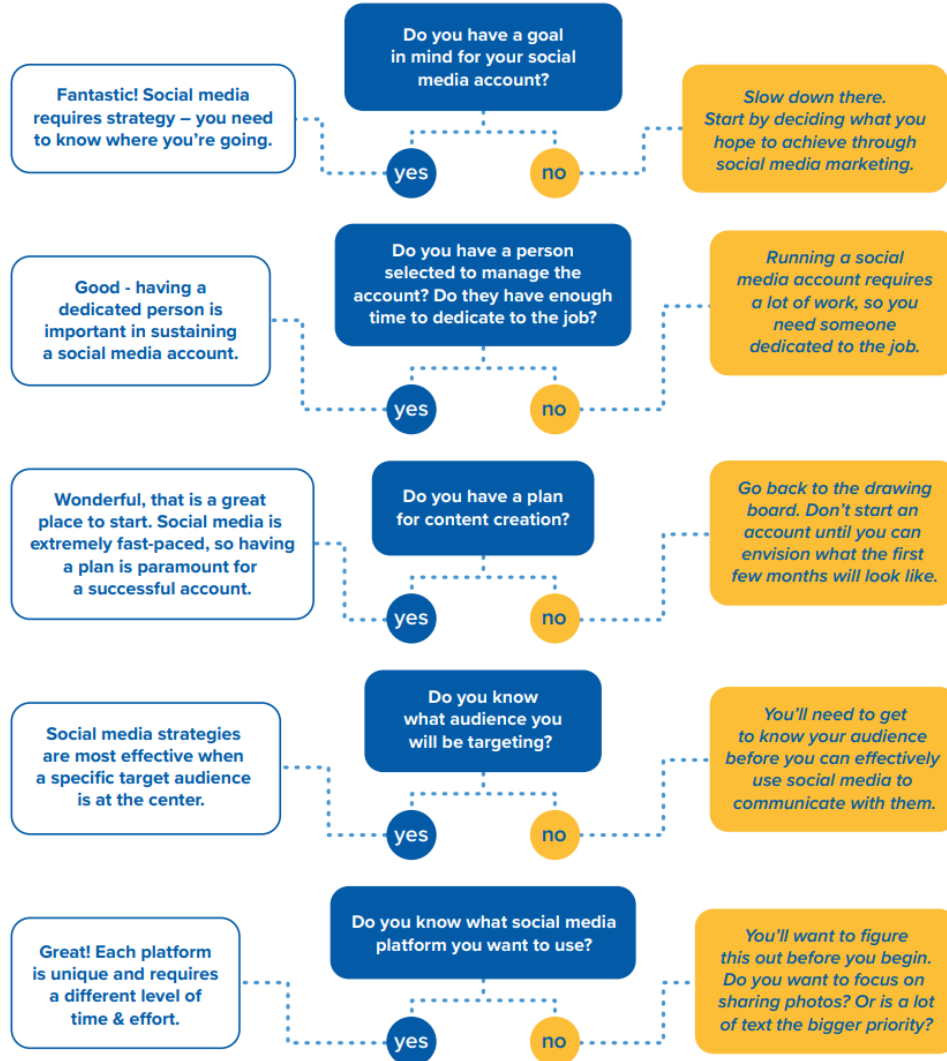 Do you have a goal
in mind for your social
media account?
Fantastic! Social media
requires strategy – you need
to know where you're going.
Slow down there.
Start by deciding what you
hope to achieve through
social media marketing.
yes
no
Do you have a person
selected to manage the
account? Do they have enough
time to dedicate to the job?
Good - having a
dedicated person is
important in sustaining
a social media account.
Running a social
media account requires
a lot of work, so you
need someone
dedicated to the job.
yes
no
Do you have a plan
for content creation?
Wonderful, that is a great
place to start. Social media is
extremely fast-paced, so having
a plan is paramount for
a successful account.
Go back to the drawing
board. Don't start an
account until you can
envision what the first
few months will look like.
yes
no
Do you know
what audience you
will be targeting?
Social media strategies
are most effective when
a specific target audience
is at the center.
You'll need to get
to know your audience
before you can effectively
use social media to
communicate with them.
yes
no
Do you know what social media
platform you want to use?
Great! Each platform
is unique and requires
a different level of
time & effort.
You'll want to figure
this out before you begin.
Do you want to focus on
sharing photos? Or is a lot
of text the bigger priority?
yes
no